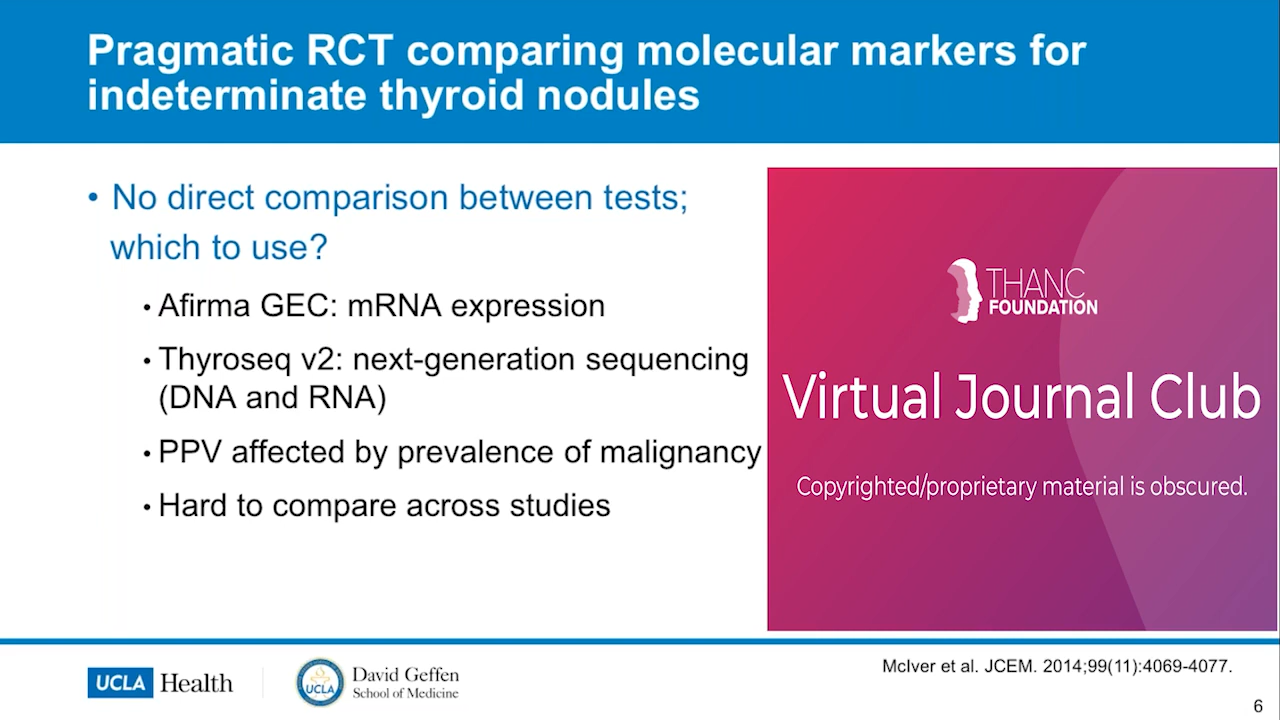 Pragmatic RCT comparing molecular markers for
indeterminate thyroid nodules
• No direct comparison between tests;
which to use?
• Afirma GEC: mRNA expression
• Thyroseq v2: next-generation sequencing
(DNA and RNA)
• PPV affected by prevalence of malignancy
• Hard to compare across studies
THANC
FOUNDATION
Virtual Journal Club
Copyrighted/proprietary material is obscured.
UCLA Health
UCLA
David Geffen
School of Medicine
McIver et al. JCEM. 2014;99(11):4069-4077.
6